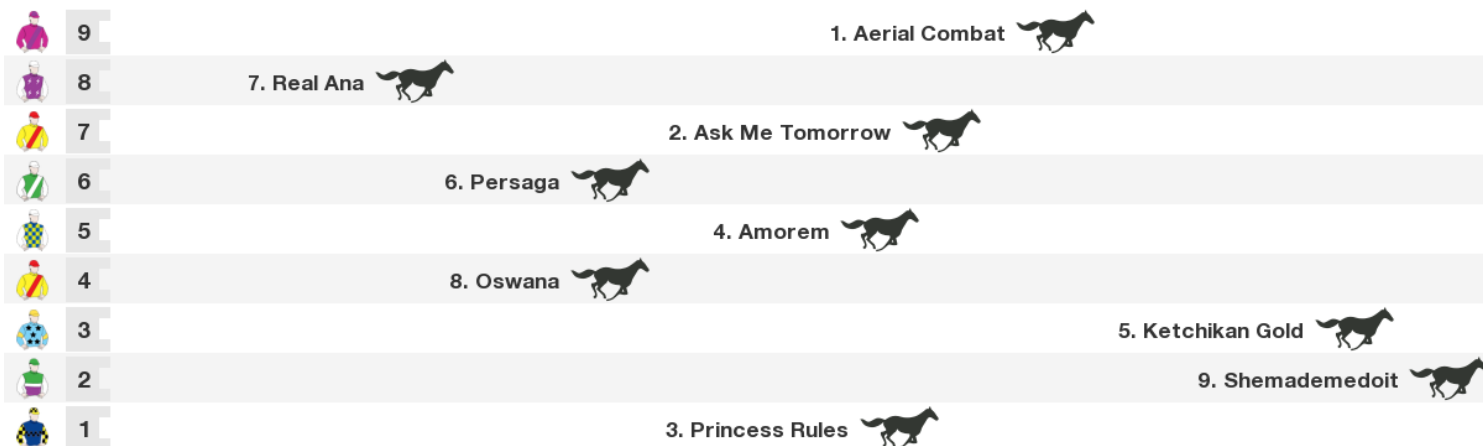 9 1. Aerial Combat
8 7. Real Ana
7 2. Ask Me Tomorrow
6 6. Persaga
5 4. Amorem
4 8. Oswana
3 5. Ketchikan Gold
2 9. Shemademedoit
1 3. Princess Rules